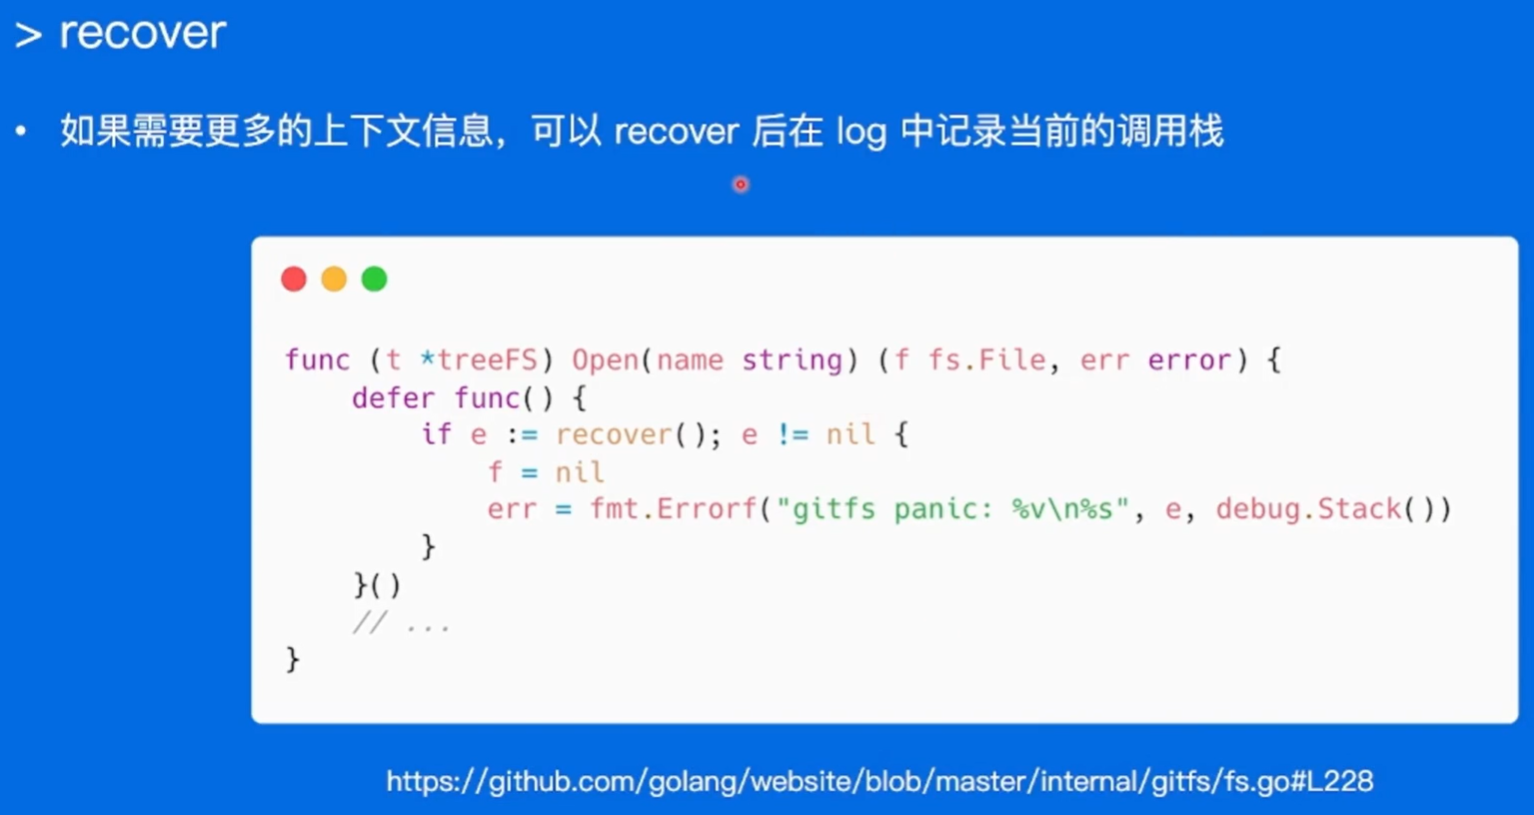 > recover
• 如果需要更多的上下文信息，可以 recover 后在 log 中记录当前的调用栈
func (t *treeFS) Open(name string) (f fs.File, err error) {
    defer func() {
        if e := recover(); e != nil {
            f = nil
            err = fmt.Errorf("gitfs panic: %v\n%s", e, debug.Stack())
        }
    }()
    // ...
}
https://github.com/golang/website/blob/master/internal/gitfs/fs.go#L228